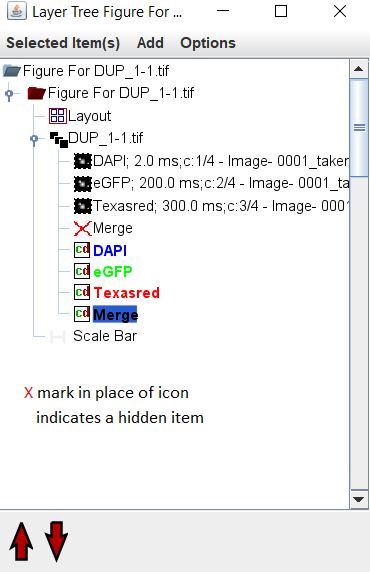 Layer Tree Figure For ...
Selected Item(s) Add Options
Figure For DUP_1-1.tif
Figure For DUP_1-1.tif
Layout
DUP_1-1.tif
DAPI; 2.0 ms;c:1/4 - Image- 0001_taker
eGFP; 200.0 ms;c:2/4 - Image- 0001_ta
Texasred; 300.0 ms;c:3/4 - Image- 0001
Merge
cd DAPI
cd eGFP
cd Texasred
cd Merge
Scale Bar
X mark in place of icon
indicates a hidden item